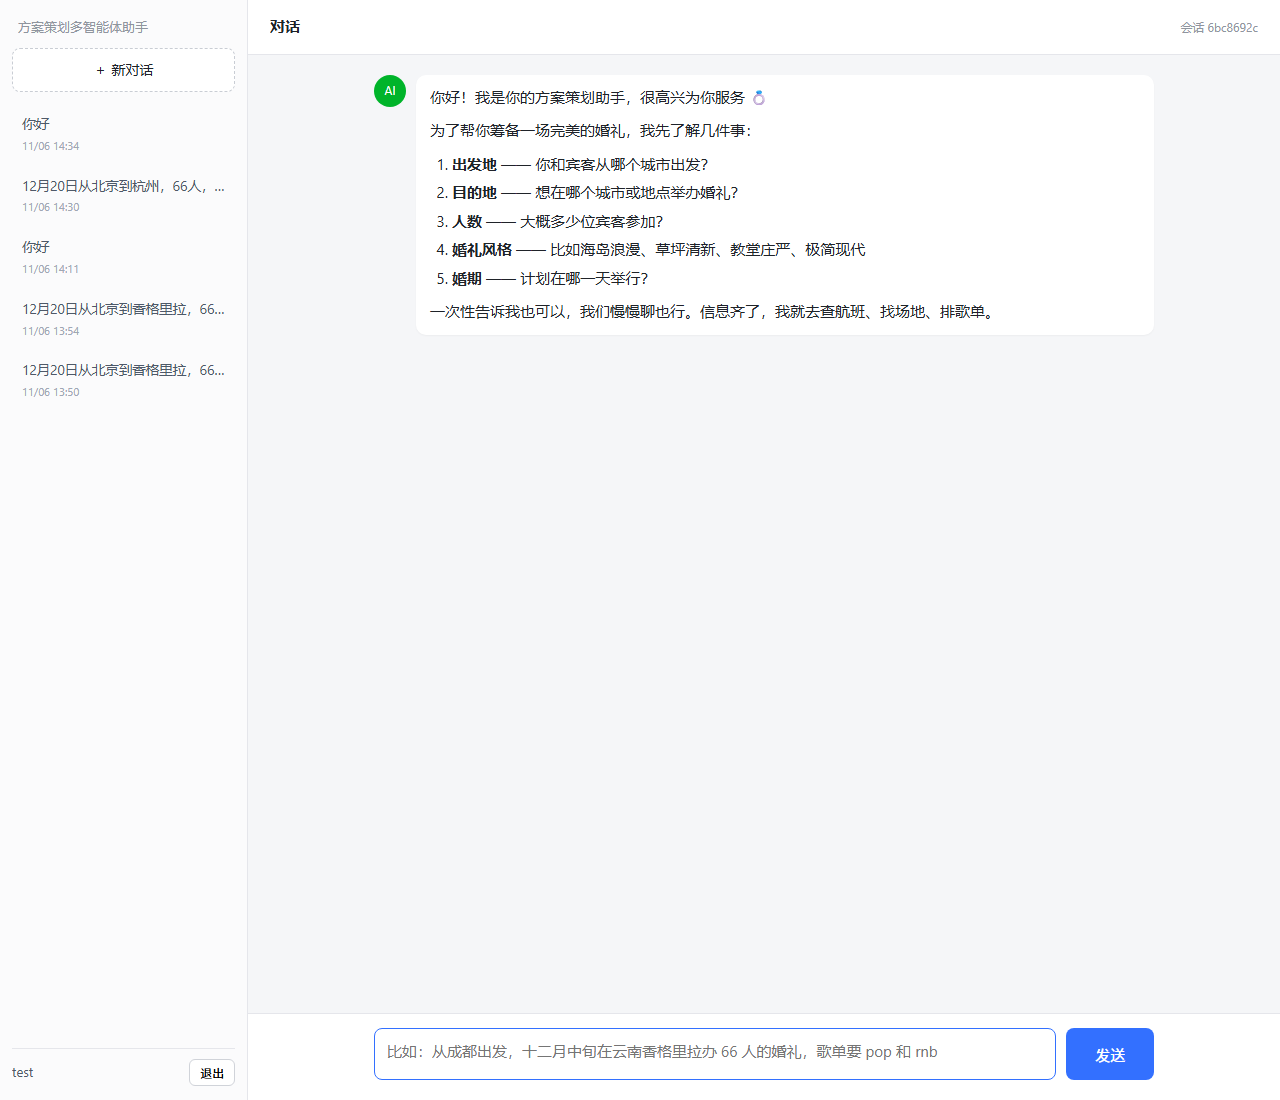 方案策划多智能体助手
+ 新对话
你好
11/06 14:34
12月20日从北京到杭州，66人，...
11/06 14:30
你好
11/06 14:11
12月20日从北京到香格里拉，66...
11/06 13:54
12月20日从北京到香格里拉，66...
11/06 13:50
test
退出
对话
会话 6bc8692c
AI
你好！我是你的方案策划助手，很高兴为你服务 💍
为了帮你筹备一场完美的婚礼，我先了解几件事：
1. 出发地 —— 你和宾客从哪个城市出发？
2. 目的地 —— 想在哪个城市或地点举办婚礼？
3. 人数 —— 大概多少位宾客参加？
4. 婚礼风格 —— 比如海岛浪漫、草坪清新、教堂庄严、极简现代
5. 婚期 —— 计划在哪一天举行？
一次性告诉我也可以，我们慢慢聊也行。信息齐了，我就去查航班、找场地、排歌单。
比如：从成都出发，十二月中旬在云南香格里拉办 66 人的婚礼，歌单要 pop 和 rnb
发送